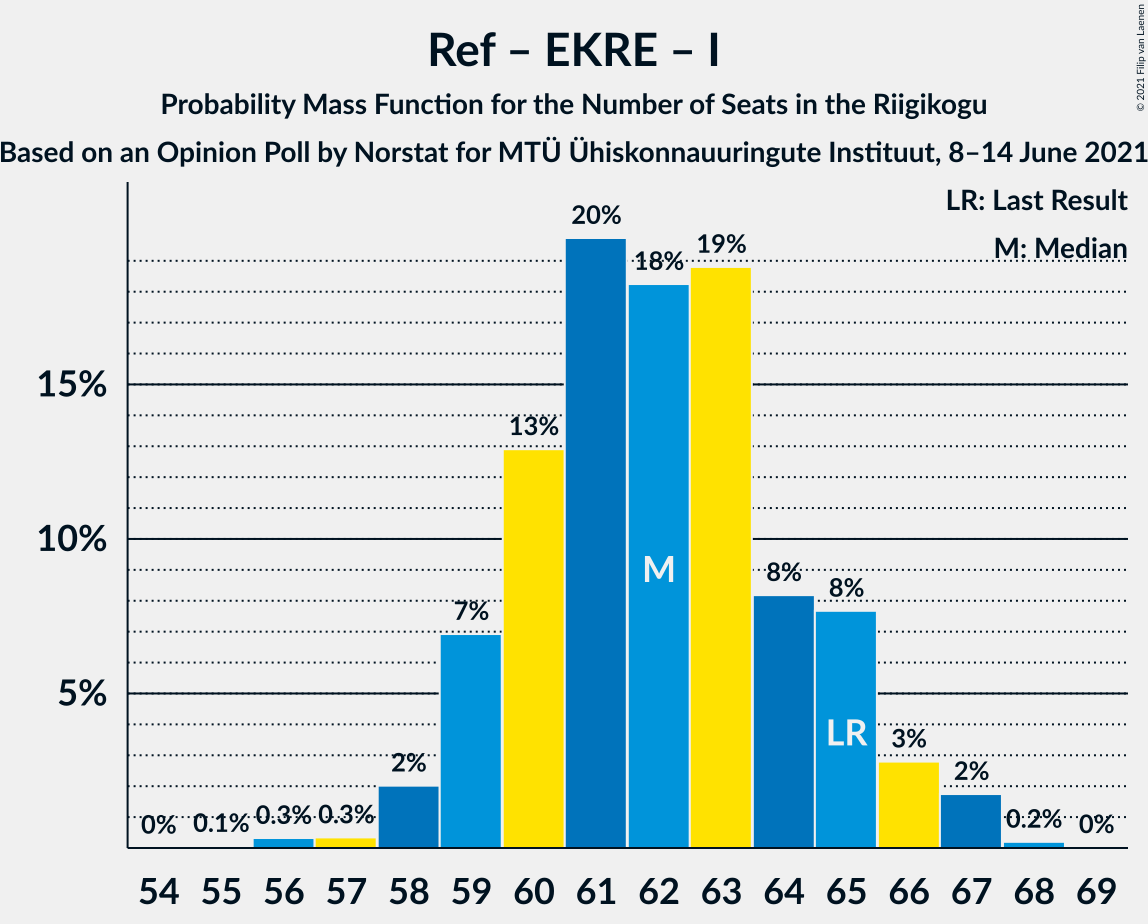 Ref – EKRE – I
Probability Mass Function for the Number of Seats in the Riigikogu
Based on an Opinion Poll by Norstat for MTÜ Ühiskonnauuringute Instituut, 8–14 June 2021
© 2021 Filip van Laenen
LR: Last Result
M: Median
15%
10%
5%
0%
0.1%
0.3%
0.3%
2%
7%
13%
20%
18%
19%
8%
8%
3%
2%
0.2%
0%
M
LR
54 55 56 57 58 59 60 61 62 63 64 65 66 67 68 69